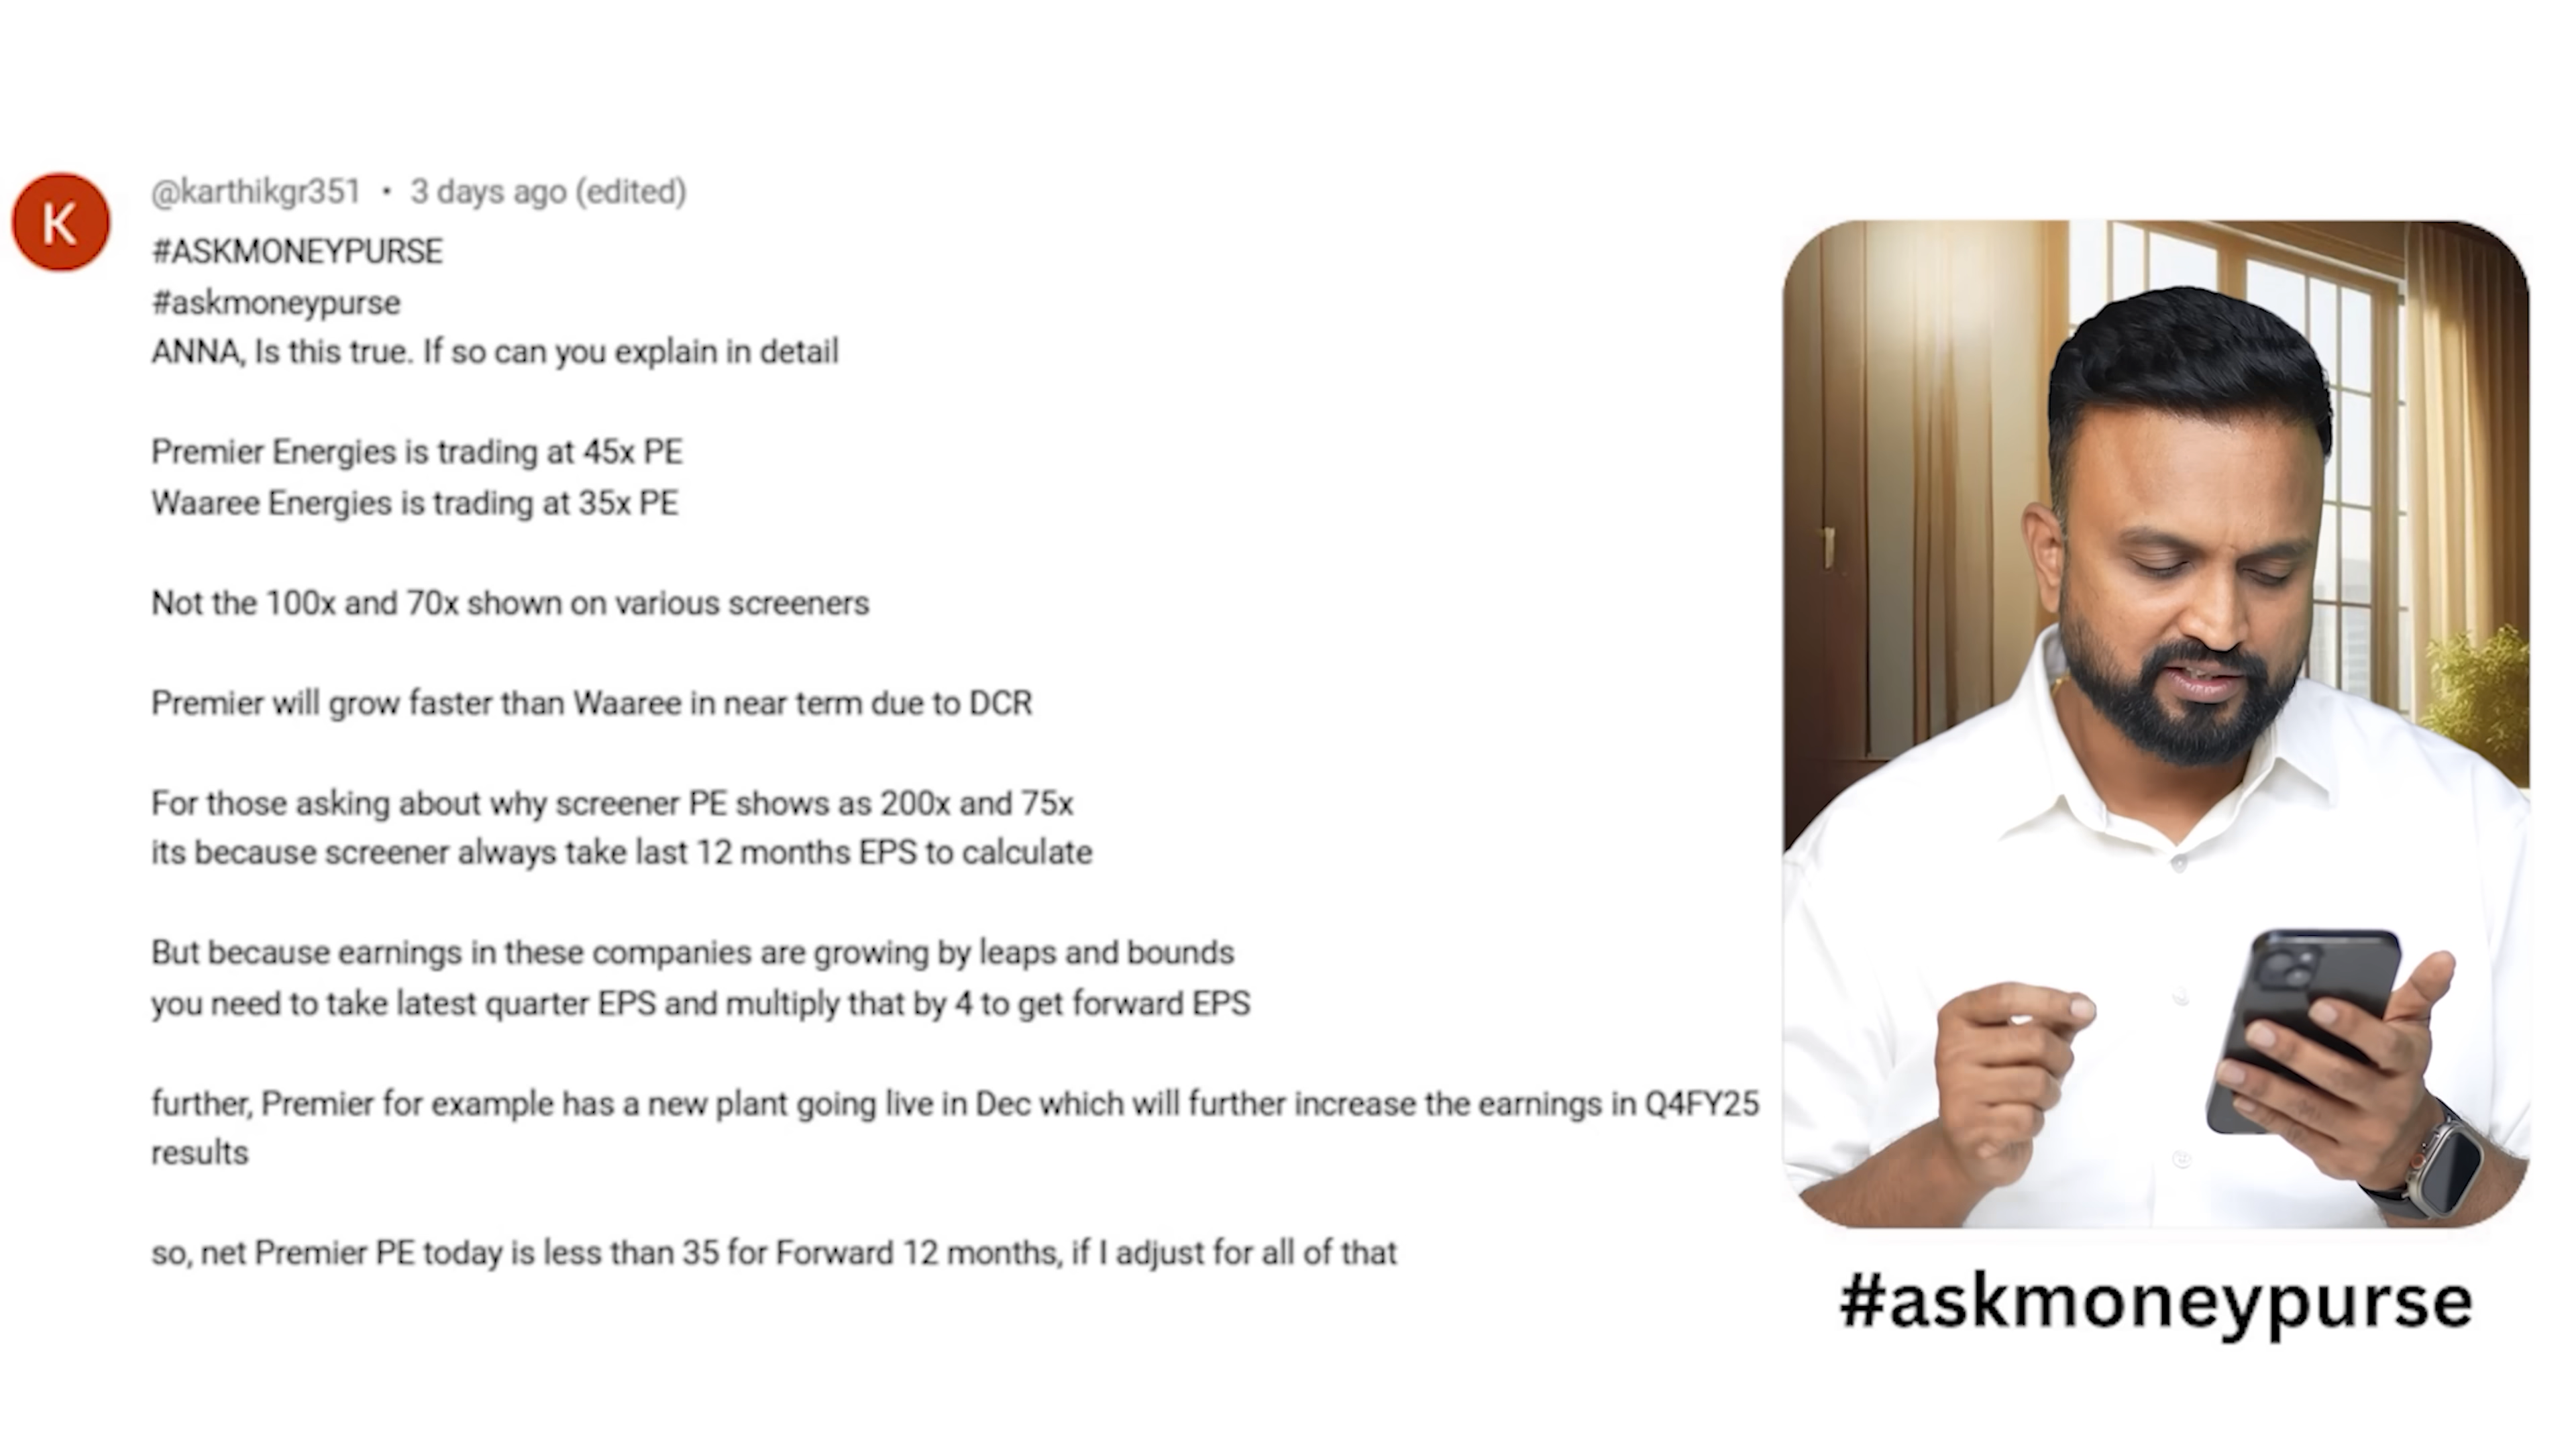 K
@karthikgr351 • 3 days ago (edited)
#ASKMONEYPURSE
#askmoneypurse
ANNA, Is this true. If so can you explain in detail
Premier Energies is trading at 45x PE
Waaree Energies is trading at 35x PE
Not the 100x and 70x shown on various screeners
Premier will grow faster than Waaree in near term due to DCR
For those asking about why screener PE shows as 200x and 75x
its because screener always take last 12 months EPS to calculate
But because earnings in these companies are growing by leaps and bounds
you need to take latest quarter EPS and multiply that by 4 to get forward EPS
further, Premier for example has a new plant going live in Dec which will further increase the earnings in Q4FY25
results
so, net Premier PE today is less than 35 for Forward 12 months, if I adjust for all of that
#askmoneypurse